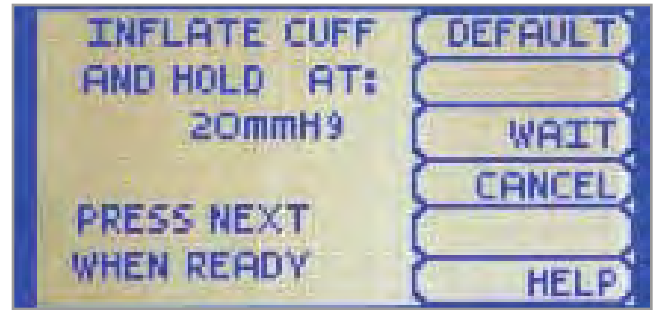 INFLATE CUFF
AND HOLD AT:
20mmHg
PRESS NEXT
WHEN READY
DEFAULT
WAIT
CANCEL
HELP